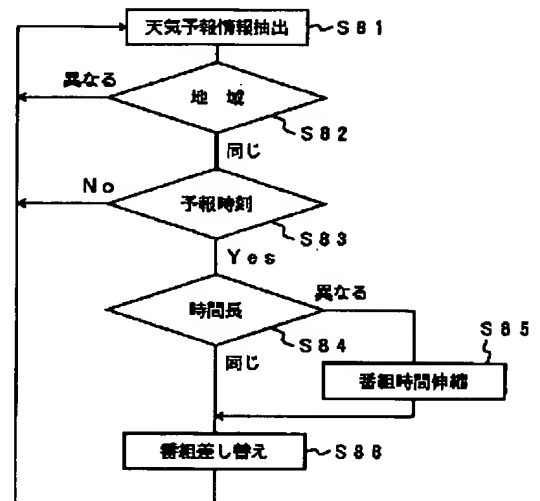 天気予報情報抽出 S81
異なる
地域
S82
同じ
No
予報時刻
S83
Yes
異なる
時間長
S84
S85
同じ
番組時間伸縮
番組差し替え S86